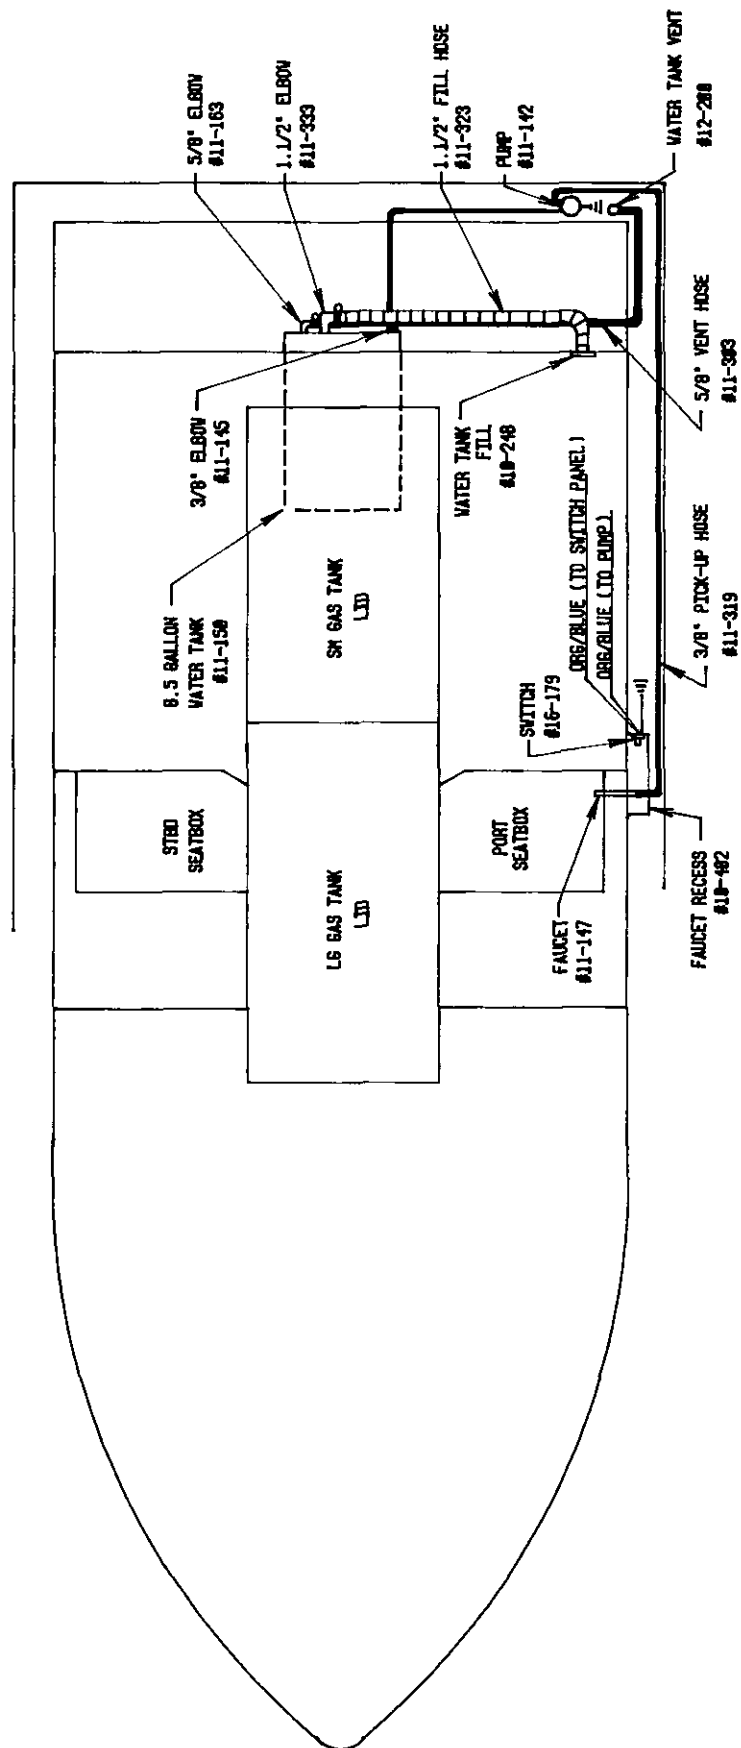 5/8" ELBOW
#11-163
1.1/2" ELBOW
#11-333
1.1/2" FILL HOSE
#11-323
PUMP
#11-142
WATER TANK VENT
#12-200
3/8" ELBOW
#11-145
8.5 GALLON
WATER TANK
#11-150
WATER TANK
FILL
#10-248
5/8" VENT HOSE
#11-303
SM GAS TANK
ORG/BLUE (TO SWITCH PANEL)
ORG/BLUE (TO PUMP)
SWITCH
#16-179
3/8" PICK-UP HOSE
#11-319
STBD
SEATBOX
LG GAS TANK
PORT
SEATBOX
FAUCET
#11-147
FAUCET RECESS
#10-402